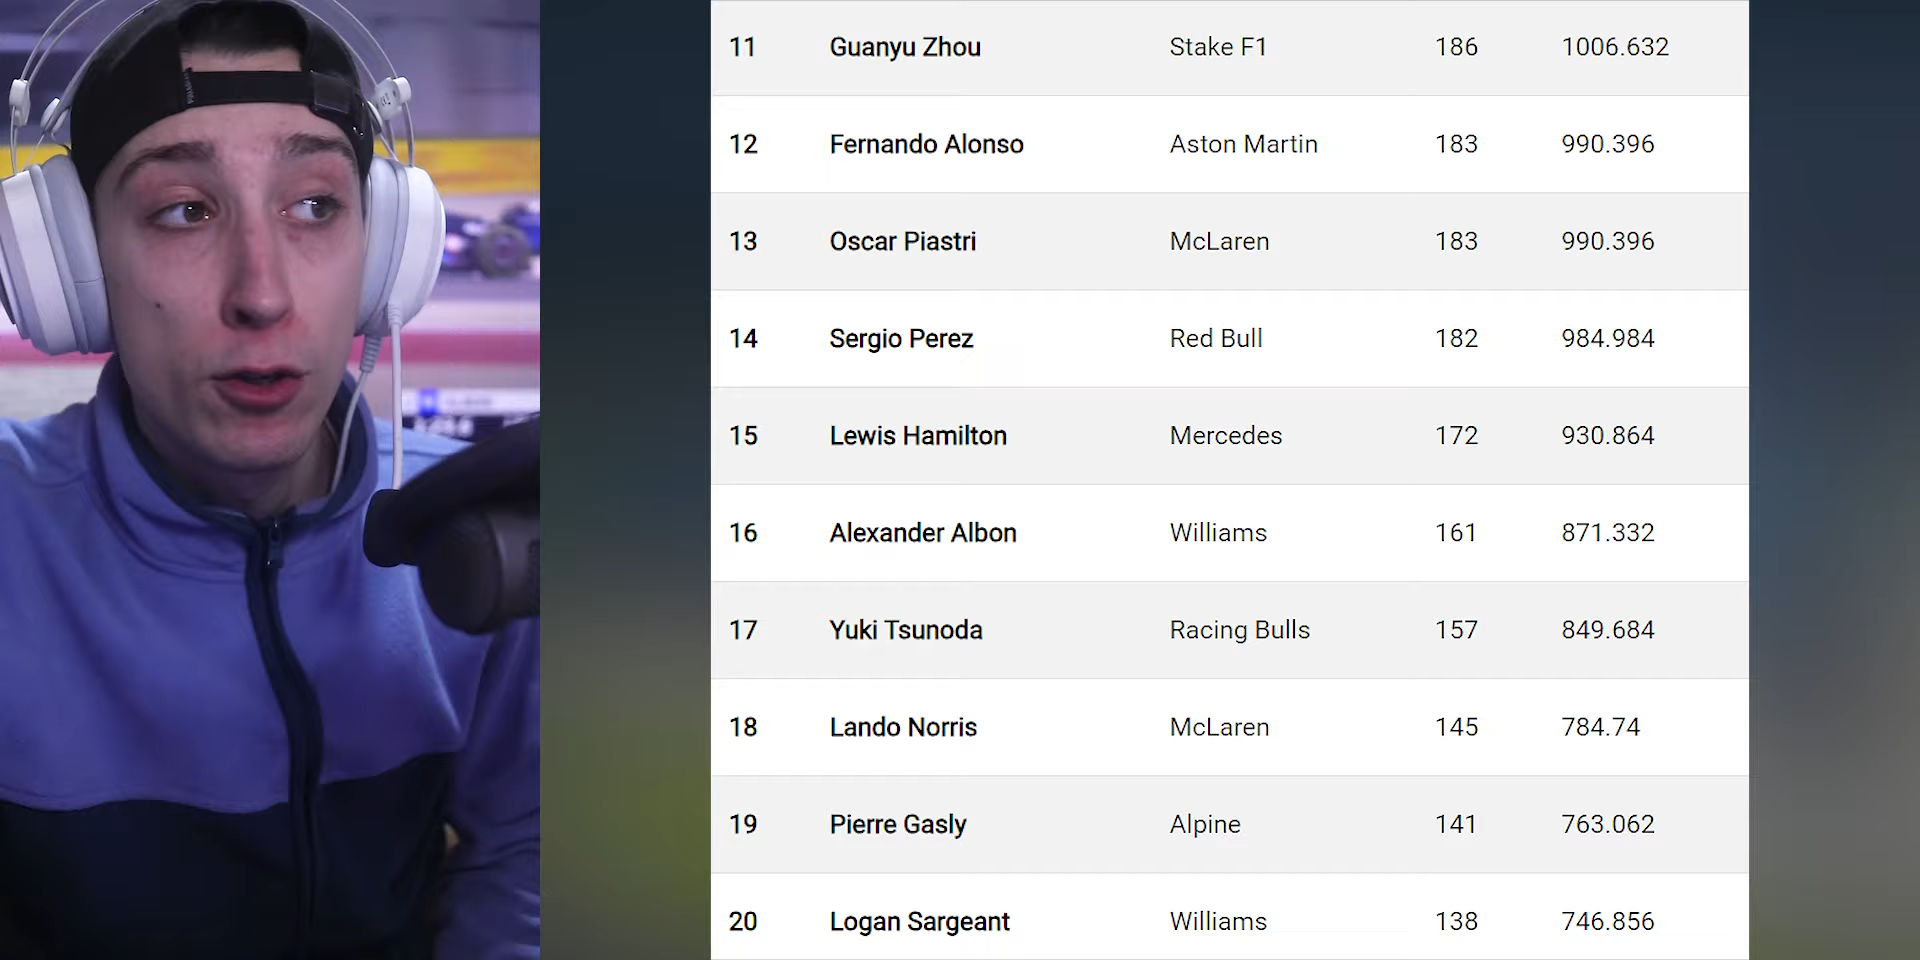 11 Guanyu Zhou Stake F1 186 1006.632
12 Fernando Alonso Aston Martin 183 990.396
13 Oscar Piastri McLaren 183 990.396
14 Sergio Perez Red Bull 182 984.984
15 Lewis Hamilton Mercedes 172 930.864
16 Alexander Albon Williams 161 871.332
17 Yuki Tsunoda Racing Bulls 157 849.684
18 Lando Norris McLaren 145 784.74
19 Pierre Gasly Alpine 141 763.062
20 Logan Sargeant Williams 138 746.856